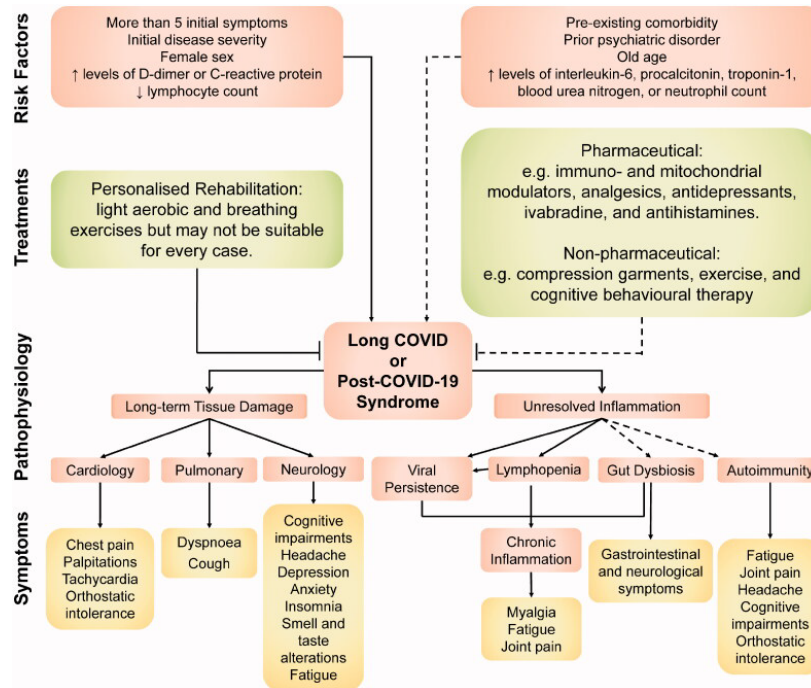 Risk Factors
More than 5 initial symptoms
Initial disease severity
Female sex
↑ levels of D-dimer or C-reactive protein
↓ lymphocyte count
Pre-existing comorbidity
Prior psychiatric disorder
Old age
↑ levels of interleukin-6, procalcitonin, troponin-1,
blood urea nitrogen, or neutrophil count
Treatments
Personalised Rehabilitation:
light aerobic and breathing
exercises but may not be suitable
for every case.
Pharmaceutical:
e.g. immuno- and mitochondrial
modulators, analgesics, antidepressants,
ivabradine, and antihistamines.
Non-pharmaceutical:
e.g. compression garments, exercise, and
cognitive behavioural therapy
Long COVID
or
Post-COVID-19
Syndrome
Pathophysiology
Long-term Tissue Damage
Unresolved Inflammation
Cardiology
Pulmonary
Neurology
Viral
Persistence
Lymphopenia
Gut Dysbiosis
Autoimmunity
Symptoms
Chest pain
Palpitations
Tachycardia
Orthostatic
intolerance
Dyspnoea
Cough
Cognitive
impairments
Headache
Depression
Anxiety
Insomnia
Smell and
taste
alterations
Fatigue
Chronic
Inflammation
Myalgia
Fatigue
Joint pain
Gastrointestinal
and neurological
symptoms
Fatigue
Joint pain
Headache
Cognitive
impairments
Orthostatic
intolerance